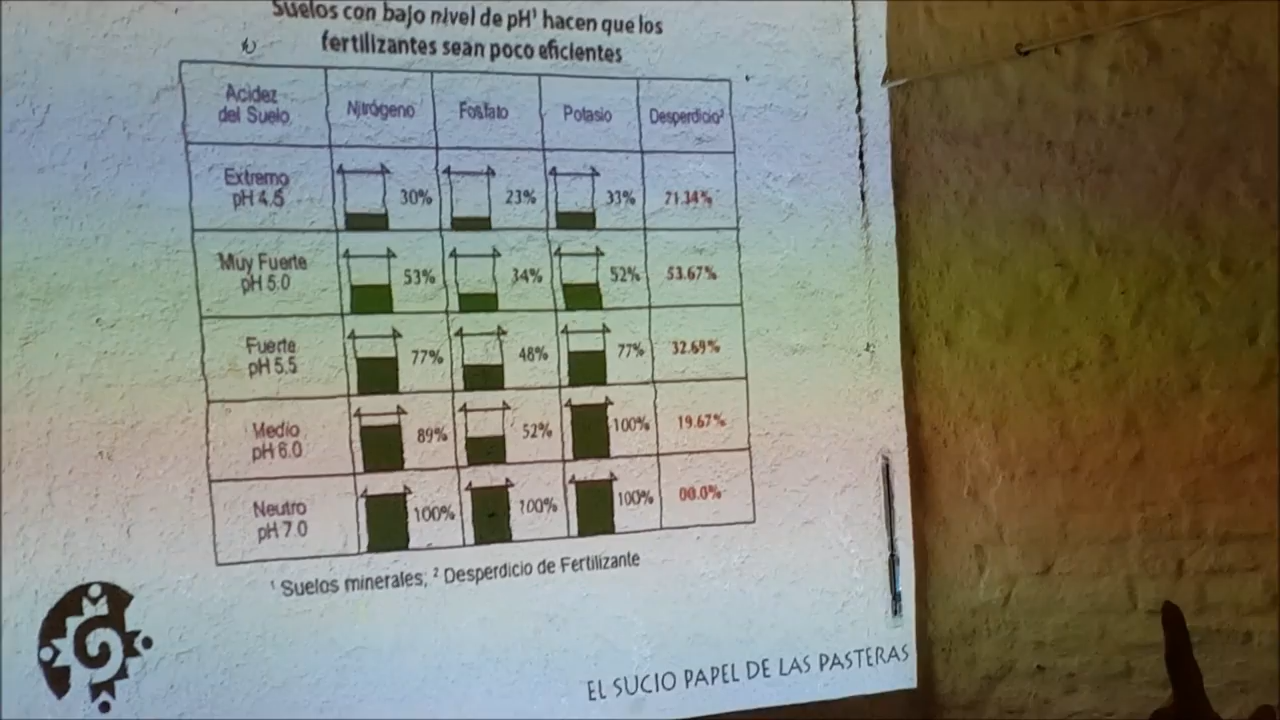 Suelos con bajo nivel de pH¹ hacen que los
fertilizantes sean poco eficientes
Acidez del Suelo Nitrógeno Fosfato Potasio Desperdicio²
Extremo pH 4.5 30% 23% 33% 71.34%
Muy Fuerte pH 5.0 53% 34% 52% 53.67%
Fuerte pH 5.5 77% 48% 77% 32.69%
Medio pH 6.0 89% 52% 100% 19.67%
Neutro pH 7.0 100% 100% 100% 00.0%
¹ Suelos minerales; ² Desperdicio de Fertilizante
EL SUCIO PAPEL DE LAS PASTERAS